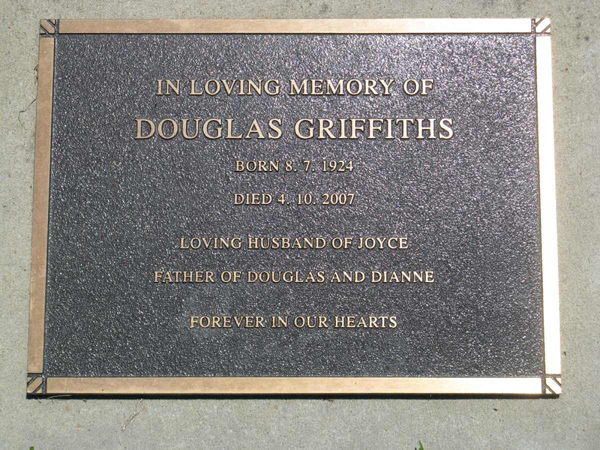 IN LOVING MEMORY OF
DOUGLAS GRIFFITHS
BORN 8. 7. 1924
DIED 4. 10. 2007
LOVING HUSBAND OF JOYCE
FATHER OF DOUGLAS AND DIANNE
FOREVER IN OUR HEARTS